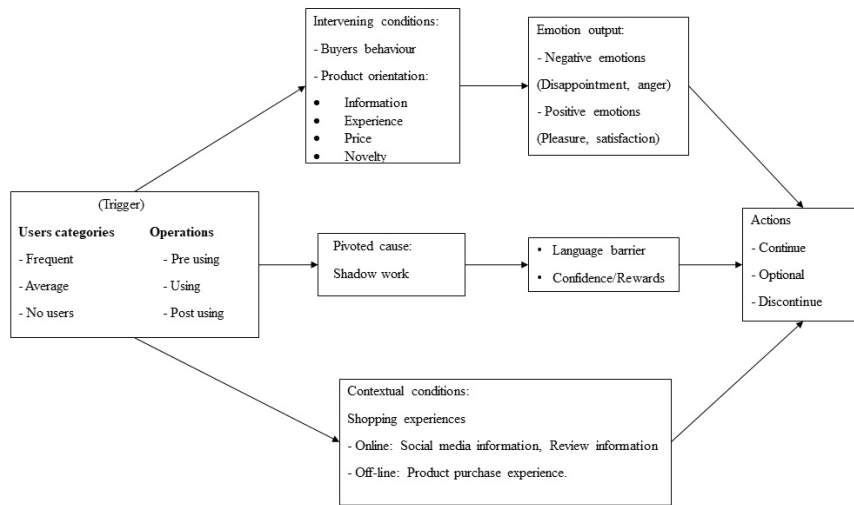 Intervening conditions:
- Buyers behaviour
- Product orientation:
• Information
• Experience
• Price
• Novelty
Emotion output:
- Negative emotions
(Disappointment, anger)
- Positive emotions
(Pleasure, satisfaction)
(Trigger)
Users categories Operations
- Frequent - Pre using
- Average - Using
- No users - Post using
Pivoted cause:
Shadow work
• Language barrier
• Confidence/Rewards
Actions
- Continue
- Optional
- Discontinue
Contextual conditions:
Shopping experiences
- Online: Social media information, Review information
- Off-line: Product purchase experience.